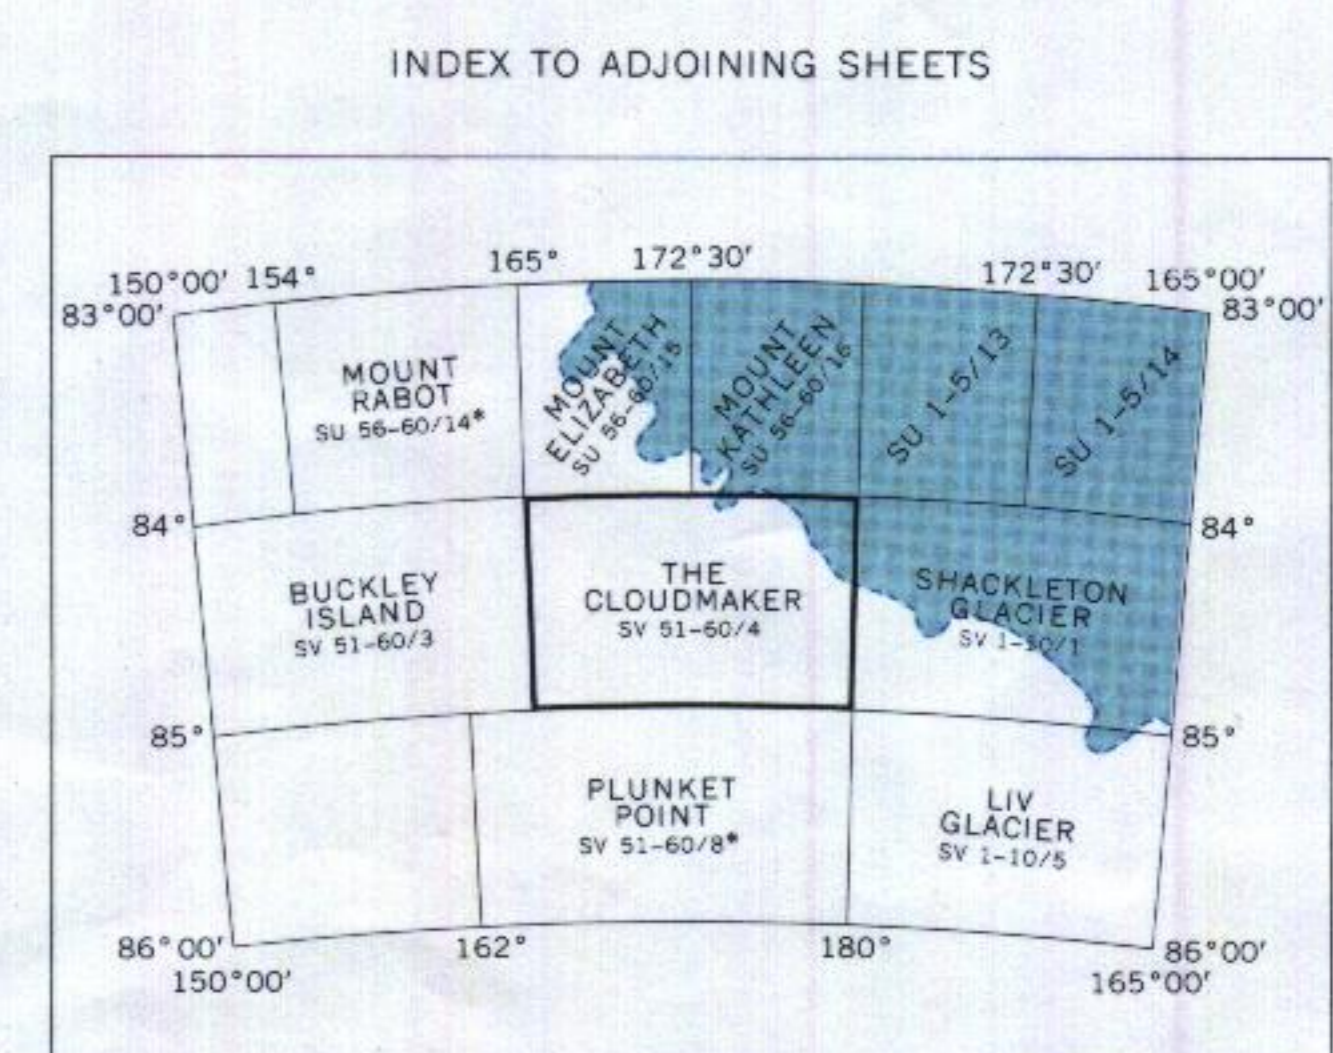 INDEX TO ADJOINING SHEETS
150°00' 154° 165° 172°30' 172°30' 165°00'
83°00' 83°00'
MOUNT
RABOT
SU 56-60/14*
MOUNT
ELIZABETH
SU 56-60/15
MOUNT
KATHLEEN
SU 56-60/16
SU 1-5/13
SU 1-5/14
84° 84°
BUCKLEY
ISLAND
SV 51-60/3
THE
CLOUDMAKER
SV 51-60/4
SHACKLETON
GLACIER
SV 1-10/1
85° 85°
PLUNKET
POINT
SV 51-60/8*
LIV
GLACIER
SV 1-10/5
86°00' 162° 180° 86°00'
150°00' 165°00'